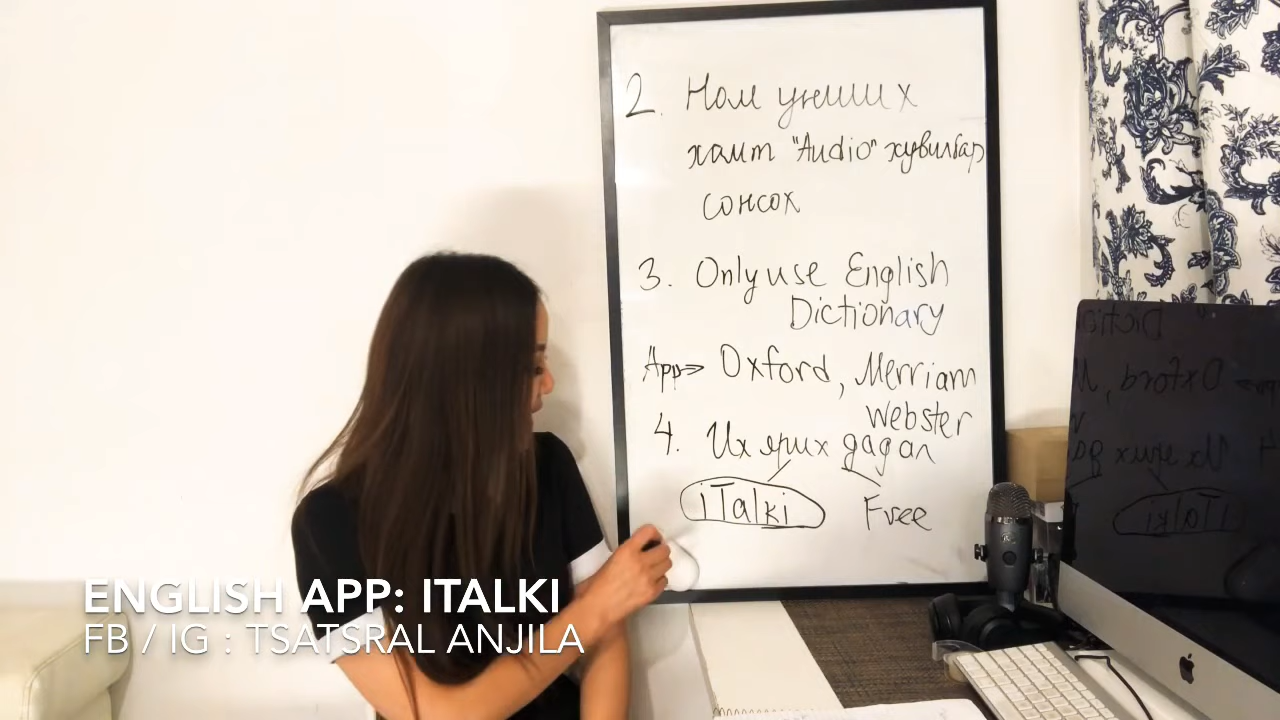 2. Ном унших
хамт "Audio" хувилбар
сонсох
3. Only use English
Dictionary
App⇒ Oxford, Merriam
Webster
4. Их ярих дадал
iTalki Free
ENGLISH APP: ITALKI
FB / IG : TSATSRAL ANJILA